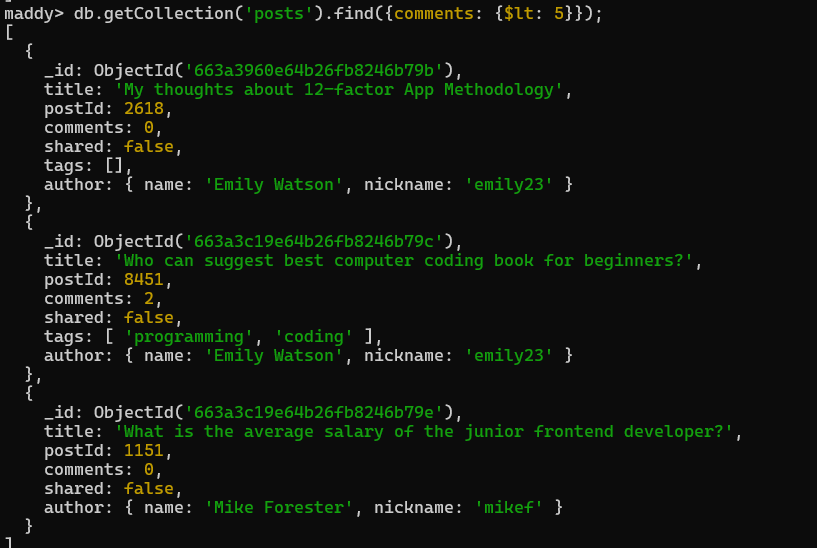 maddy> db.getCollection('posts').find({comments: {$lt: 5}});
[
  {
    _id: ObjectId('663a3960e64b26fb8246b79b'),
    title: 'My thoughts about 12-factor App Methodology',
    postId: 2618,
    comments: 0,
    shared: false,
    tags: [],
    author: { name: 'Emily Watson', nickname: 'emily23' }
  },
  {
    _id: ObjectId('663a3c19e64b26fb8246b79c'),
    title: 'Who can suggest best computer coding book for beginners?',
    postId: 8451,
    comments: 2,
    shared: false,
    tags: [ 'programming', 'coding' ],
    author: { name: 'Emily Watson', nickname: 'emily23' }
  },
  {
    _id: ObjectId('663a3c19e64b26fb8246b79e'),
    title: 'What is the average salary of the junior frontend developer?',
    postId: 1151,
    comments: 0,
    shared: false,
    author: { name: 'Mike Forester', nickname: 'mikef' }
  }
]